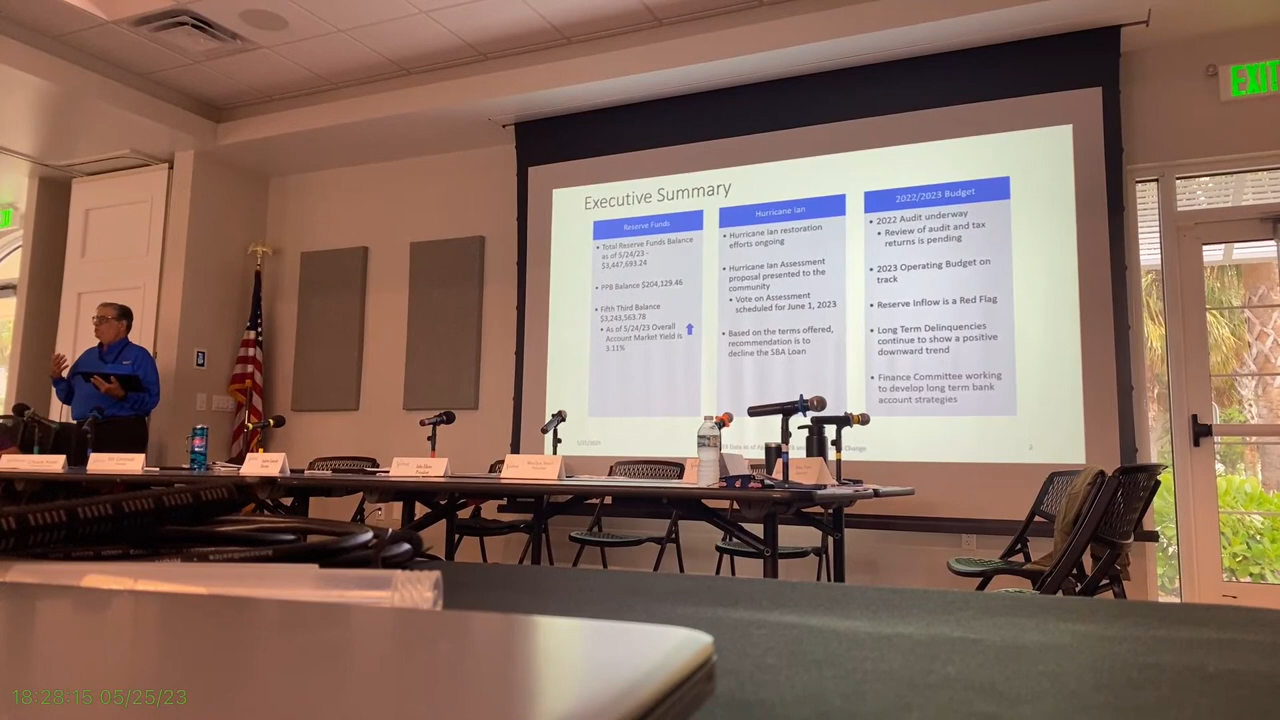 EXIT
Executive Summary
Reserve Funds
• Total Reserve Funds Balance
as of 5/24/23 -
$3,447,693.24
• PPB Balance $204,129.46
Fifth Third Balance
$3,243,563.78
• As of 5/24/23 Overall
Account Market Yield is
3.11%
Hurricane Ian
• Hurricane Ian restoration
efforts ongoing
• Hurricane Ian Assessment
proposal presented to the
community
• Vote on Assessment
scheduled for June 1, 2023
• Based on the terms offered,
recommendation is to
decline the SBA Loan
2022/2023 Budget
• 2022 Audit underway
• Review of audit and tax
returns is pending
• 2023 Operating Budget on
track
• Reserve Inflow is a Red Flag
• Long Term Delinquencies
continue to show a positive
downward trend
• Finance Committee working
to develop long term bank
account strategies
Change
18:28:15 05/25/23